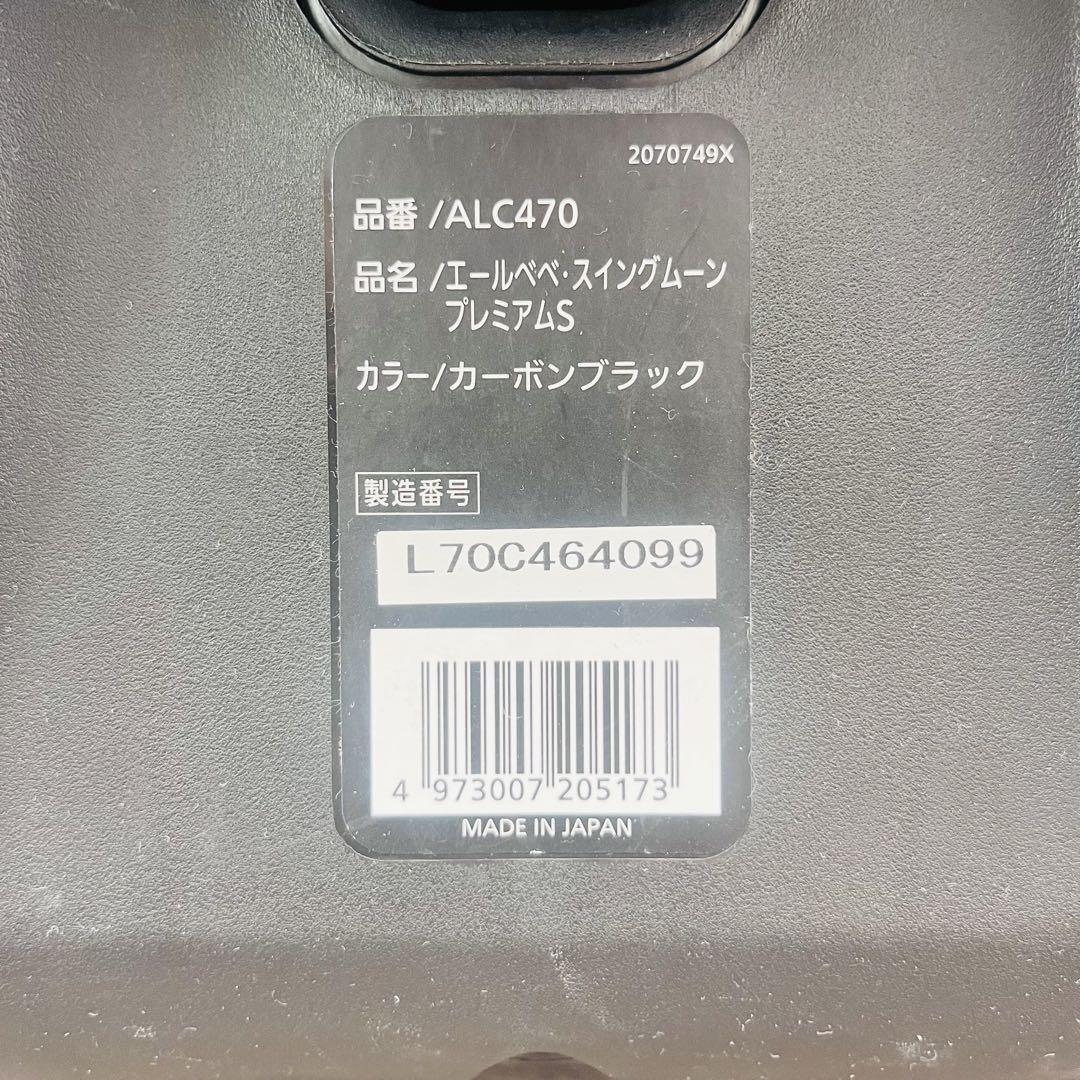 2070749X
品番/ALC470
品名/エールベベ・スイングムーン
プレミアムS
カラー/カーボンブラック
製造番号
L70C464099
4 973007 205173
MADE IN JAPAN